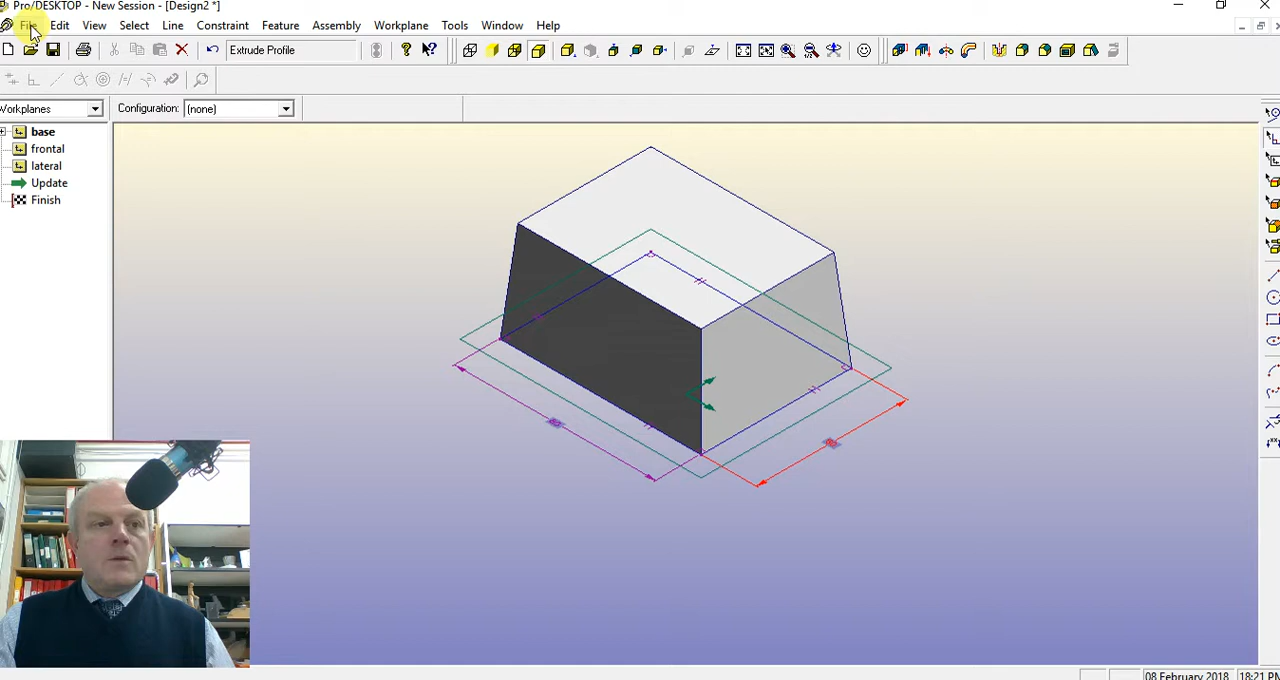 Pro/DESKTOP - New Session - [Design2 *]
File Edit View Select Line Constraint Feature Assembly Workplane Tools Window Help
Extrude Profile
Workplanes Configuration: (none)
base
frontal
lateral
Update
Finish
08 February 2018 18:21PM